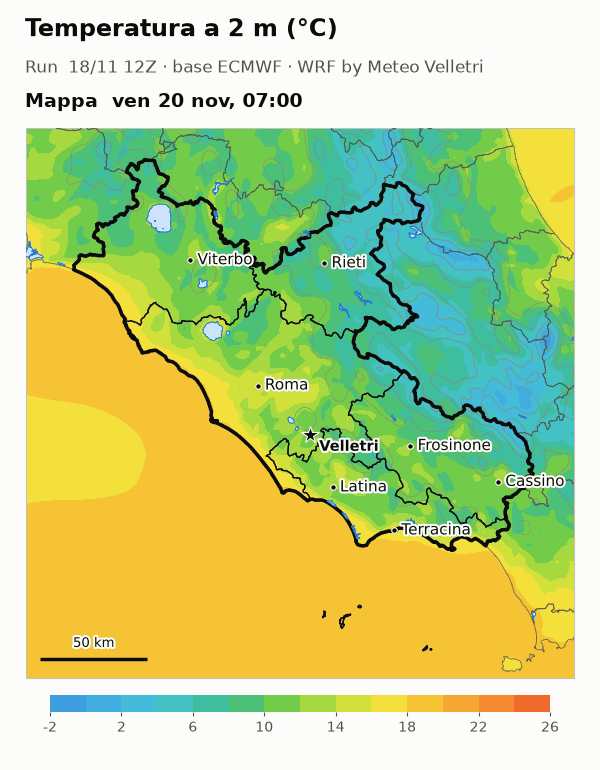 Temperatura a 2 m (°C)
Run  18/11 12Z · base ECMWF · WRF by Meteo Velletri
Mappa  ven 20 nov, 07:00
Viterbo
Rieti
Roma
Velletri
Frosinone
Cassino
Latina
Terracina
50 km
-2 2 6 10 14 18 22 26